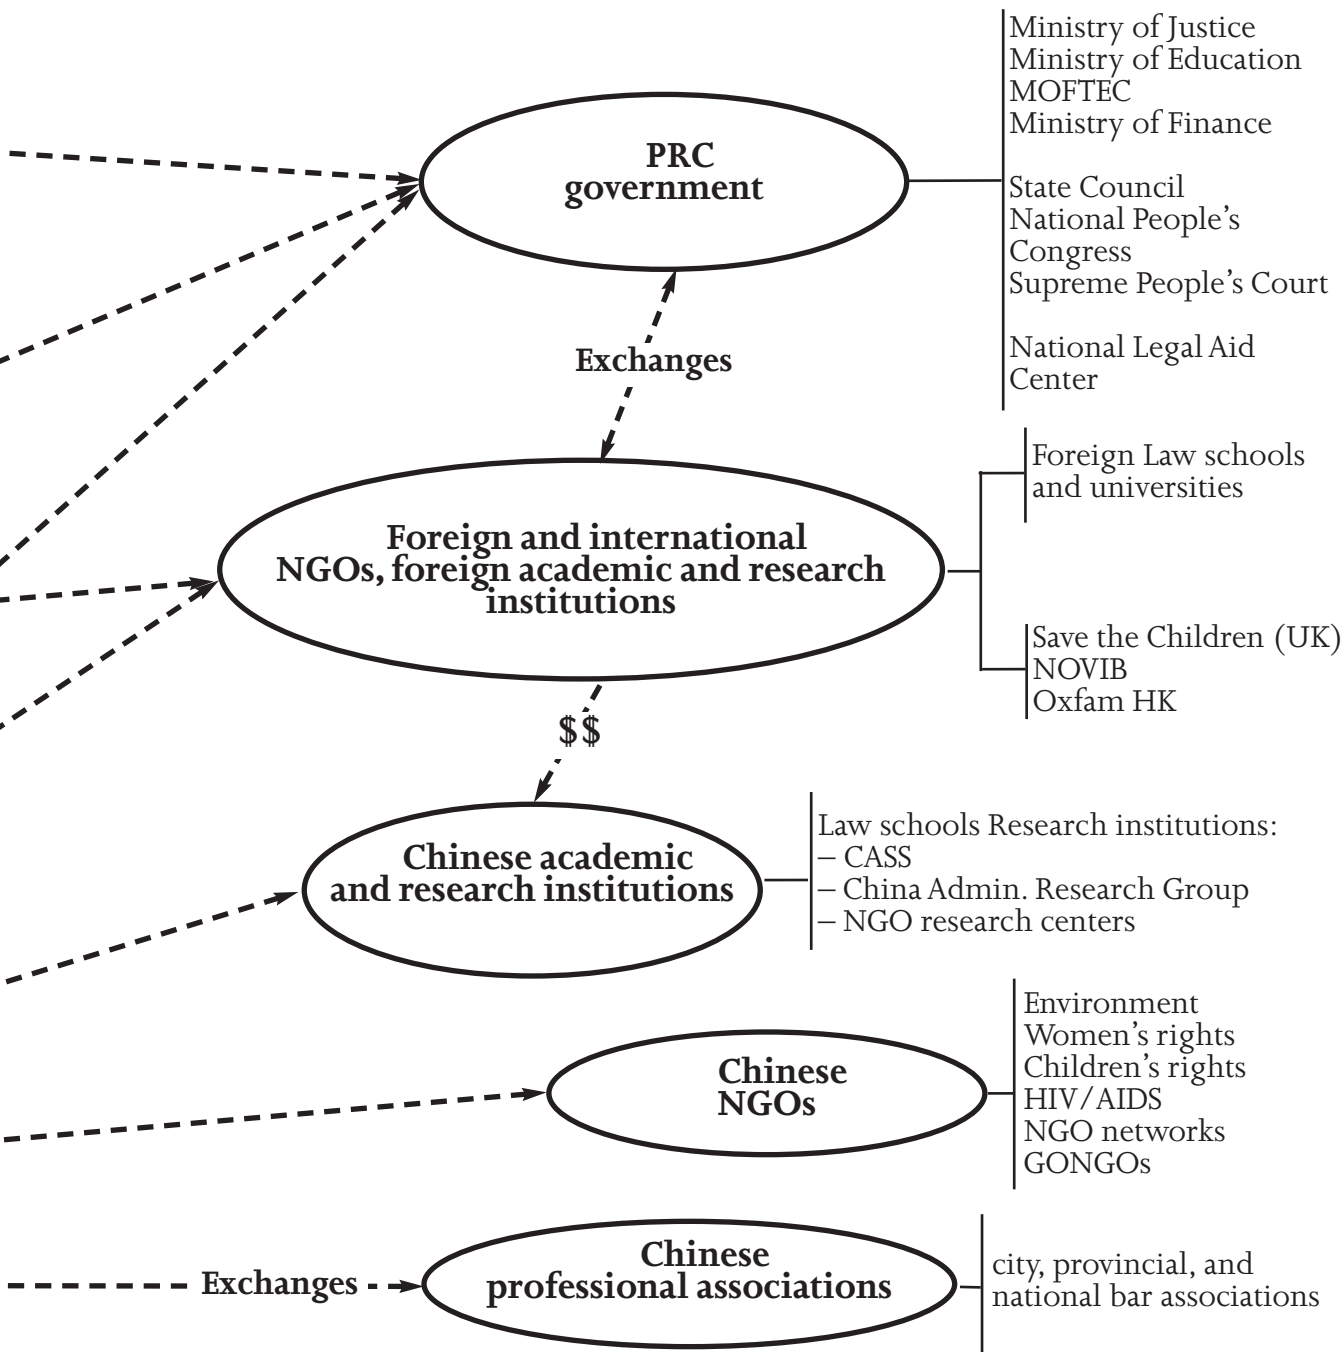 Ministry of Justice
Ministry of Education
MOFTEC
Ministry of Finance
State Council
National People’s
Congress
Supreme People’s Court
National Legal Aid
Center
PRC
government
Exchanges
Foreign and international
NGOs, foreign academic and research
institutions
Foreign Law schools
and universities
Save the Children (UK)
NOVIB
Oxfam HK
$$
Chinese academic
and research institutions
Law schools Research institutions:
– CASS
– China Admin. Research Group
– NGO research centers
Chinese
NGOs
Environment
Women’s rights
Children’s rights
HIV/AIDS
NGO networks
GONGOs
Exchanges
Chinese
professional associations
city, provincial, and
national bar associations